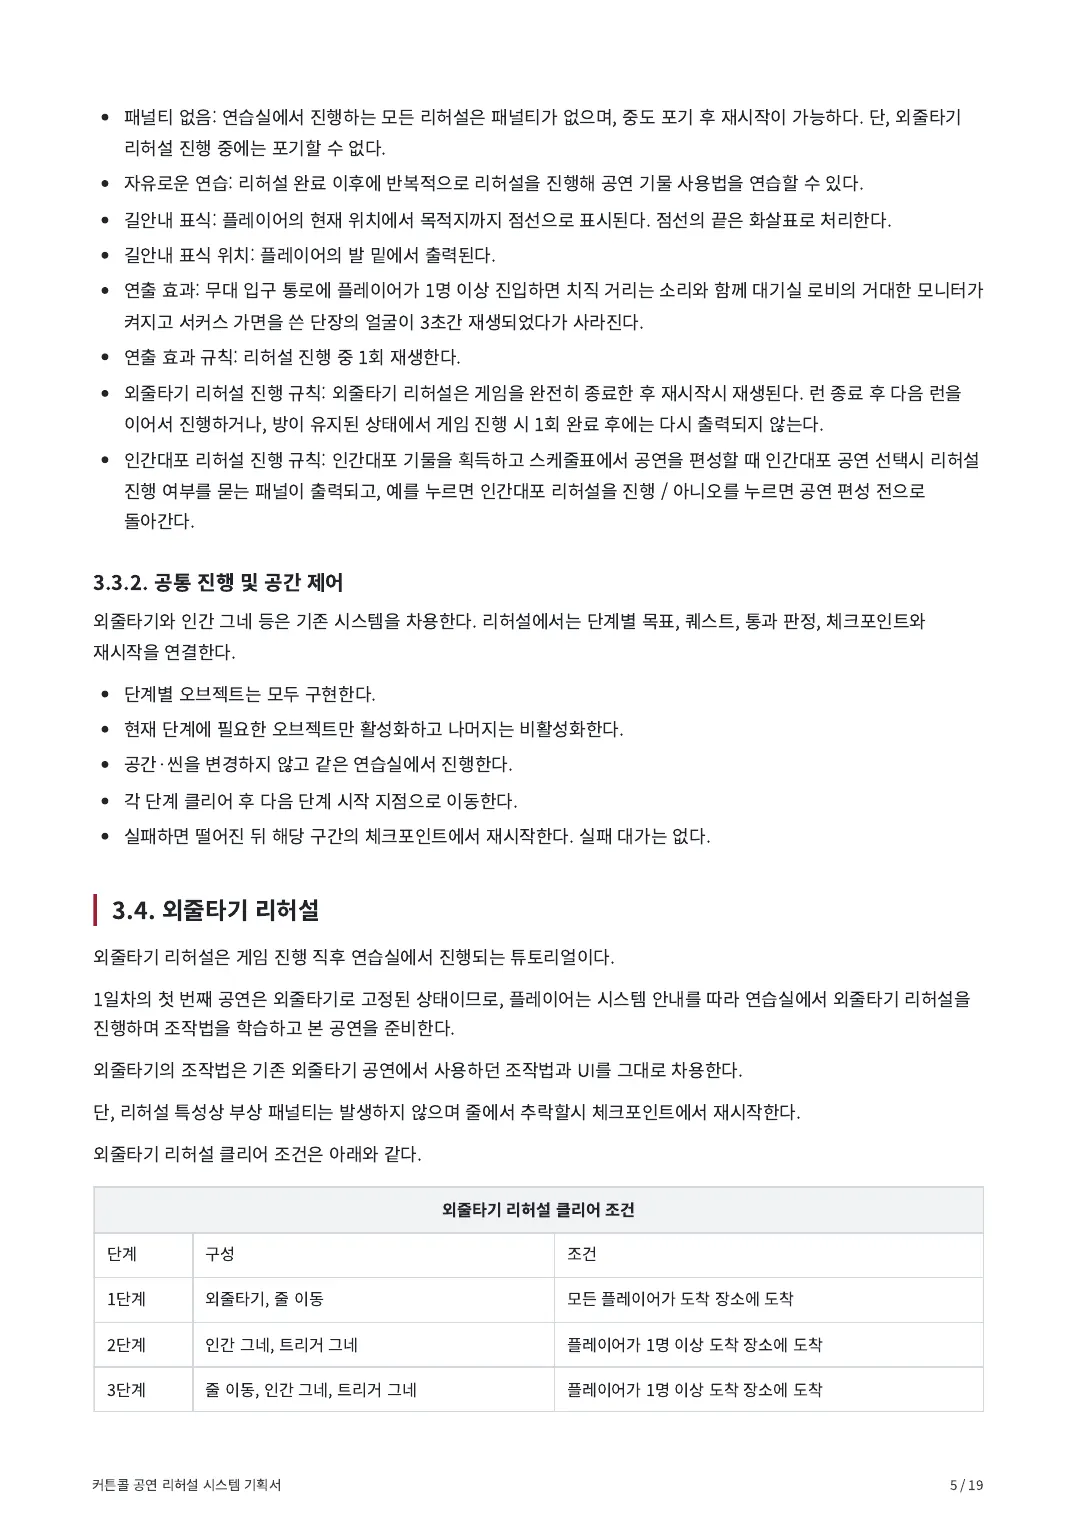 패널티 없음: 연습실에서 진행하는 모든 리허설은 패널티가 없으며, 중도 포기 후 재시작이 가능하다. 단, 외줄타기
리허설 진행 중에는 포기할 수 없다.
자유로운 연습: 리허설 완료 이후에 반복적으로 리허설을 진행해 공연 기물 사용법을 연습할 수 있다.
길안내 표식: 플레이어의 현재 위치에서 목적지까지 점선으로 표시된다. 점선의 끝은 화살표로 처리한다.
길안내 표식 위치: 플레이어의 발 밑에서 출력된다.
연출 효과: 무대 입구 통로에 플레이어가 1명 이상 진입하면 치직 거리는 소리와 함께 대기실 로비의 거대한 모니터가
켜지고 서커스 가면을 쓴 단장의 얼굴이 3초간 재생되었다가 사라진다.
연출 효과 규칙: 리허설 진행 중 1회 재생한다.
외줄타기 리허설 진행 규칙: 외줄타기 리허설은 게임을 완전히 종료한 후 재시작시 재생된다. 런 종료 후 다음 런을
이어서 진행하거나, 방이 유지된 상태에서 게임 진행 시 1회 완료 후에는 다시 출력되지 않는다.
인간대포 리허설 진행 규칙: 인간대포 기물을 획득하고 스케줄표에서 공연을 편성할 때 인간대포 공연 선택시 리허설
진행 여부를 묻는 패널이 출력되고, 예를 누르면 인간대포 리허설을 진행 / 아니오를 누르면 공연 편성 전으로
돌아간다.
3.3.2. 공통 진행 및 공간 제어
외줄타기와 인간 그네 등은 기존 시스템을 차용한다. 리허설에서는 단계별 목표, 퀘스트, 통과 판정, 체크포인트와
재시작을 연결한다.
단계별 오브젝트는 모두 구현한다.
현재 단계에 필요한 오브젝트만 활성화하고 나머지는 비활성화한다.
공간·씬을 변경하지 않고 같은 연습실에서 진행한다.
각 단계 클리어 후 다음 단계 시작 지점으로 이동한다.
실패하면 떨어진 뒤 해당 구간의 체크포인트에서 재시작한다. 실패 대가는 없다.
3.4. 외줄타기 리허설
외줄타기 리허설은 게임 진행 직후 연습실에서 진행되는 튜토리얼이다.
1일차의 첫 번째 공연은 외줄타기로 고정된 상태이므로, 플레이어는 시스템 안내를 따라 연습실에서 외줄타기 리허설을
진행하며 조작법을 학습하고 본 공연을 준비한다.
외줄타기의 조작법은 기존 외줄타기 공연에서 사용하던 조작법과 UI를 그대로 차용한다.
단, 리허설 특성상 부상 패널티는 발생하지 않으며 줄에서 추락할시 체크포인트에서 재시작한다.
외줄타기 리허설 클리어 조건은 아래와 같다.
외줄타기 리허설 클리어 조건
단계 구성 조건
1단계 외줄타기, 줄 이동 모든 플레이어가 도착 장소에 도착
2단계 인간 그네, 트리거 그네 플레이어가 1명 이상 도착 장소에 도착
3단계 줄 이동, 인간 그네, 트리거 그네 플레이어가 1명 이상 도착 장소에 도착
커튼콜 공연 리허설 시스템 기획서 5 / 19